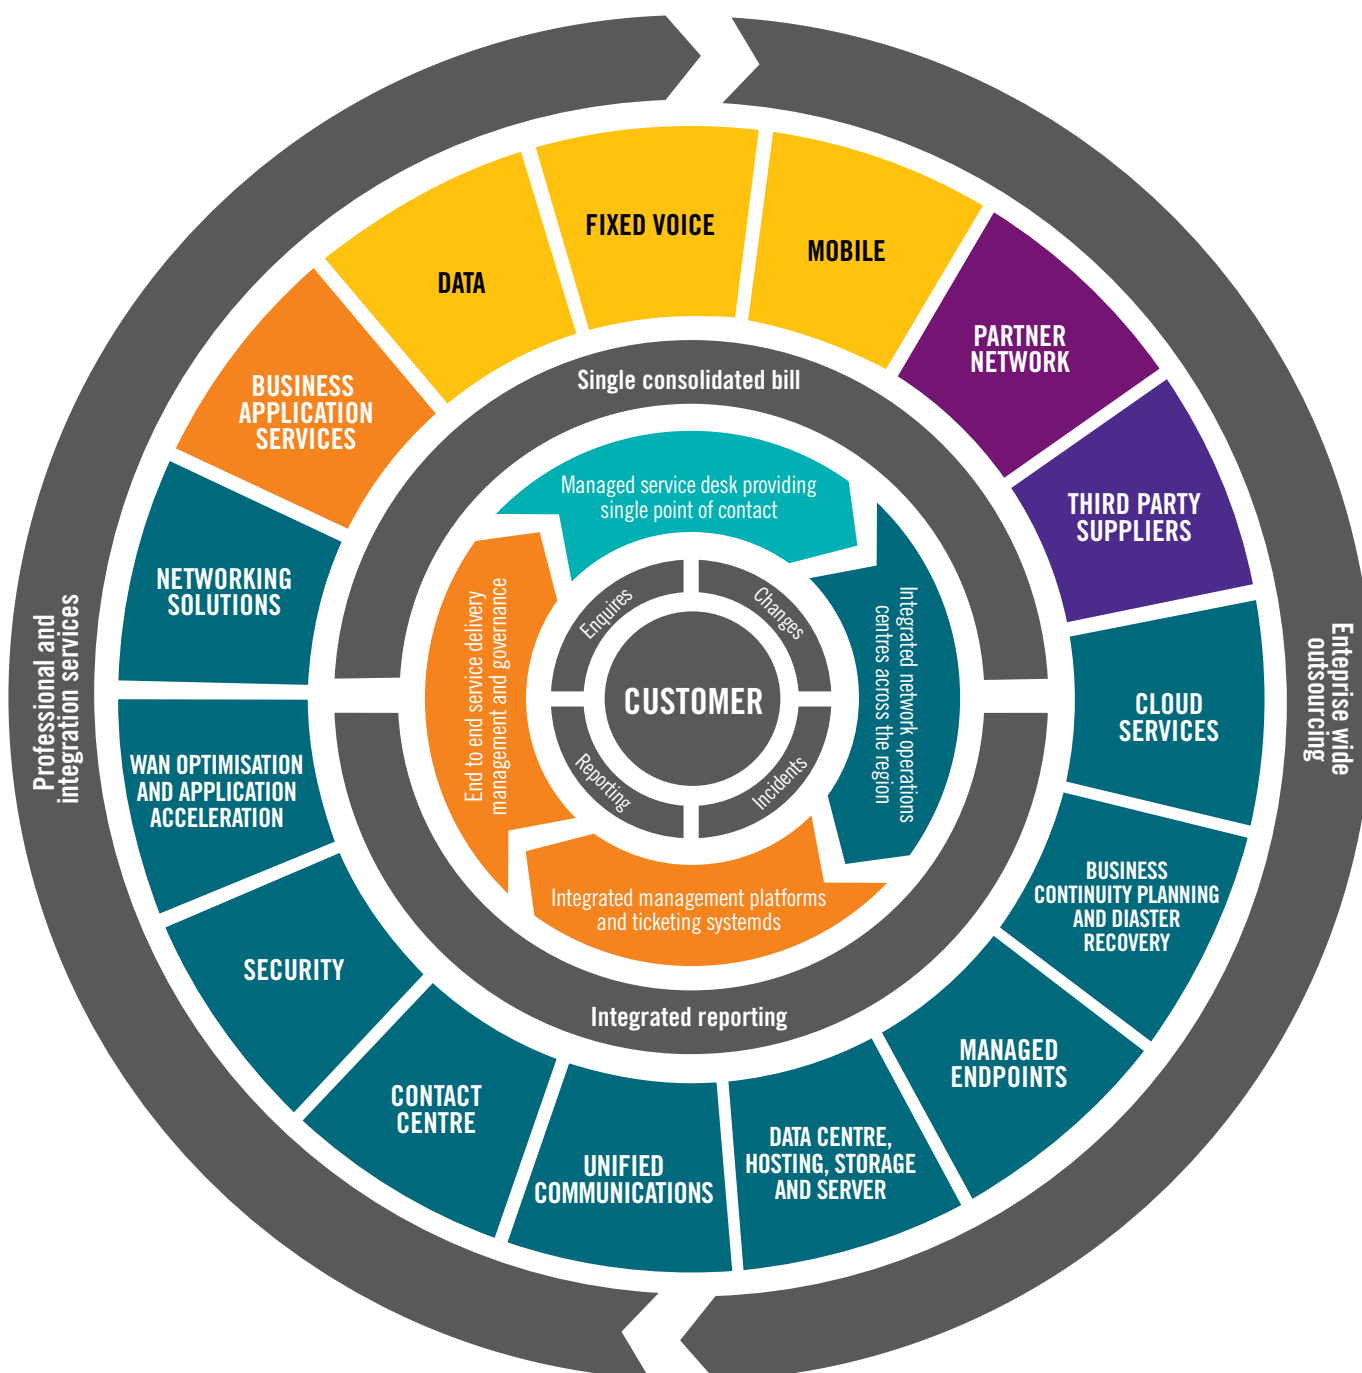 FIXED VOICE
MOBILE
DATA
PARTNER
NETWORK
BUSINESS
APPLICATION
SERVICES
THIRD PARTY
SUPPLIERS
NETWORKING
SOLUTIONS
CLOUD
SERVICES
WAN OPTIMISATION
AND APPLICATION
ACCELERATION
BUSINESS
CONTINUITY PLANNING
AND DIASTER
RECOVERY
SECURITY
MANAGED
ENDPOINTS
CONTACT
CENTRE
DATA CENTRE,
HOSTING, STORAGE
AND SERVER
UNIFIED
COMMUNICATIONS
Professional and
integration services
Enteprise wide
outsourcing
Single consolidated bill
Integrated reporting
Managed service desk providing
single point of contact
Integrated network operations
centres across the region
Integrated management platforms
and ticketing systemds
End to end service delivery
management and governance
Enquires
Changes
Reporting
Incidents
CUSTOMER